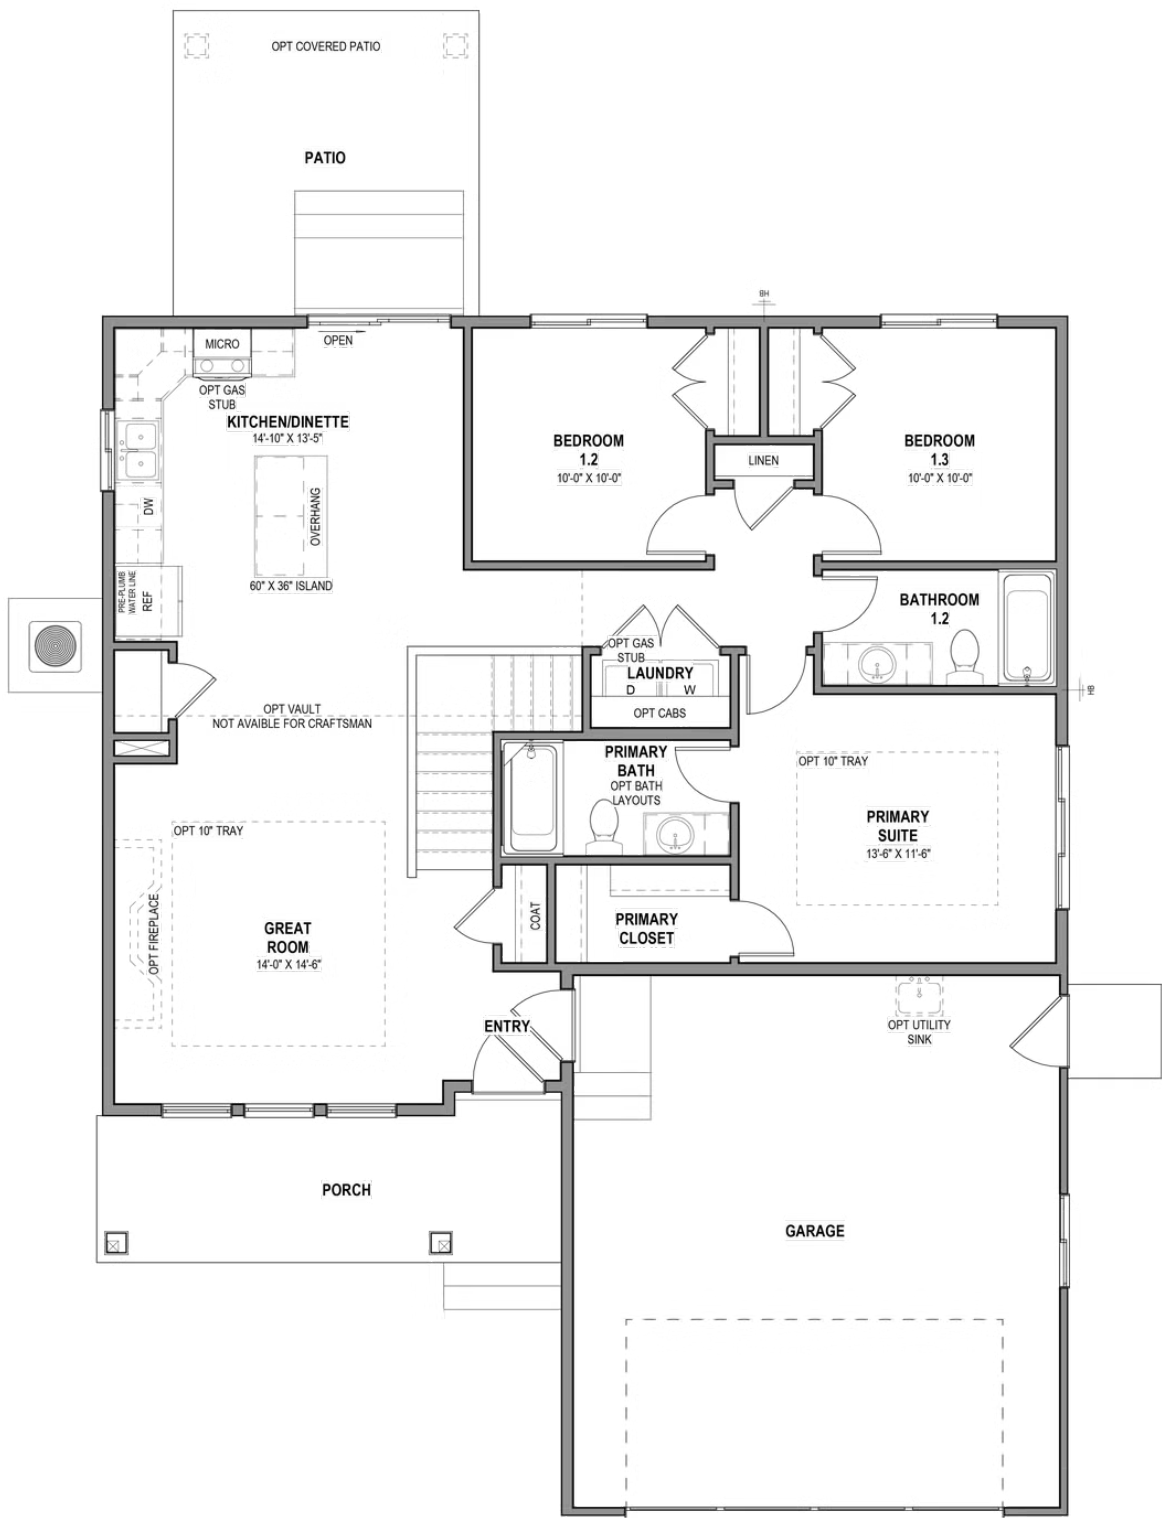 OPT COVERED PATIO
PATIO
HB
OPEN
MICRO
OPT GAS
STUB
KITCHEN/DINETTE
14'-10" X 13'-5"
OVERHANG
60" X 36" ISLAND
DW
PRE-PLUMB
WATER LINE
REF
BEDROOM
1.2
10'-0" X 10'-0"
LINEN
BEDROOM
1.3
10'-0" X 10'-0"
BATHROOM
1.2
HB
OPT GAS
STUB
LAUNDRY
D W
OPT CABS
OPT VAULT
NOT AVAIBLE FOR CRAFTSMAN
PRIMARY
BATH
OPT BATH
LAYOUTS
OPT 10" TRAY
PRIMARY
SUITE
13'-6" X 11'-6"
OPT 10" TRAY
OPT FIREPLACE
GREAT
ROOM
14'-0" X 14'-6"
COAT
PRIMARY
CLOSET
ENTRY
OPT UTILITY
SINK
PORCH
GARAGE